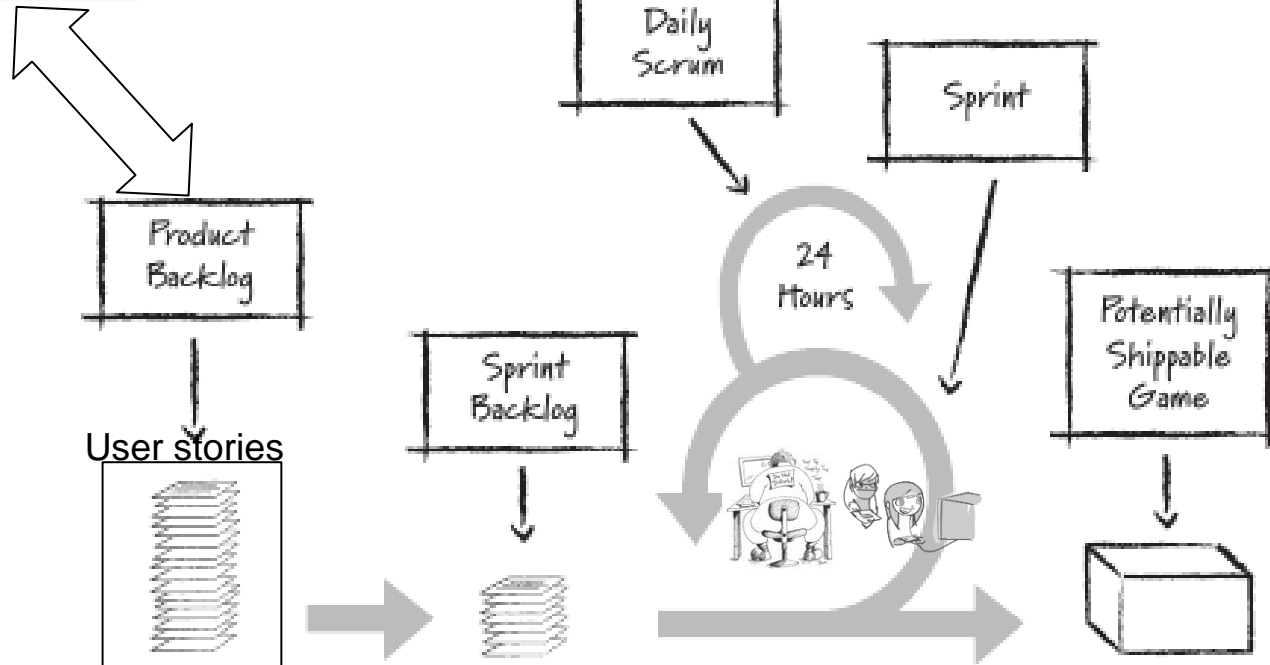 Daily
Scrum
Sprint
Product
Backlog
24
Hours
Potentially
Shippable
Game
Sprint
Backlog
User stories